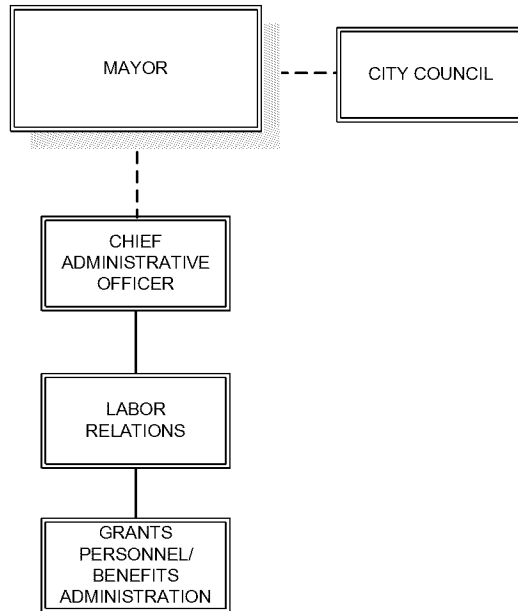 MAYOR
CITY COUNCIL
CHIEF
ADMINISTRATIVE
OFFICER
LABOR
RELATIONS
GRANTS
PERSONNEL/
BENEFITS
ADMINISTRATION